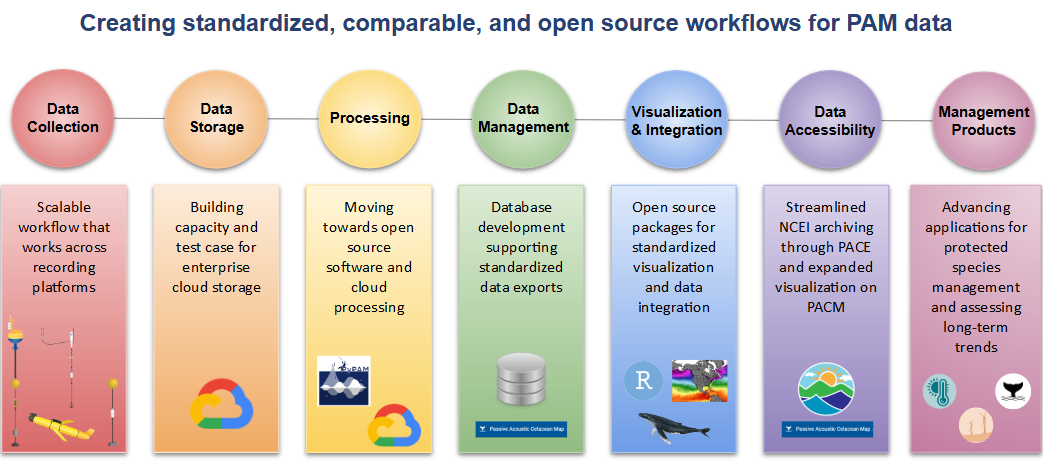 Creating standardized, comparable, and open source workflows for PAM data
Data
Collection
Data
Storage
Processing
Data
Management
Visualization
& Integration
Data
Accessibility
Management
Products
Scalable
workflow that
works across
recording
platforms
Building
capacity and
test case for
enterprise
cloud storage
Moving
towards open
source
software and
cloud
processing
PyPAM
Database
development
supporting
standardized
data exports
Passive Acoustic Cetacean Map
Open source
packages for
standardized
visualization
and data
integration
R
Streamlined
NCEI archiving
through PACE
and expanded
visualization on
PACM
Passive Acoustic Cetacean Map
Advancing
applications for
protected
species
management
and assessing
long-term
trends